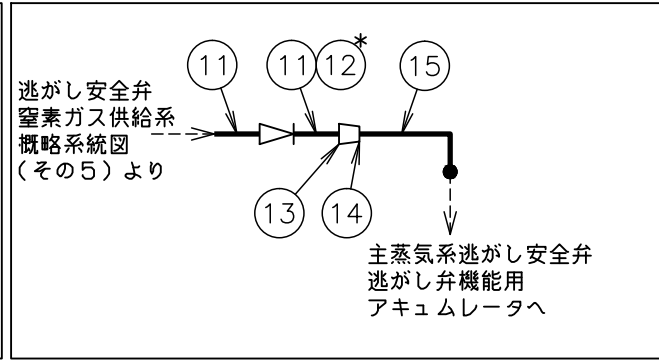 11
11
12
*
15
逃がし安全弁
窒素ガス供給系
概略系統図
（その5）より
13
14
主蒸気系逃がし安全弁
逃がし弁機能用
アキュムレータへ